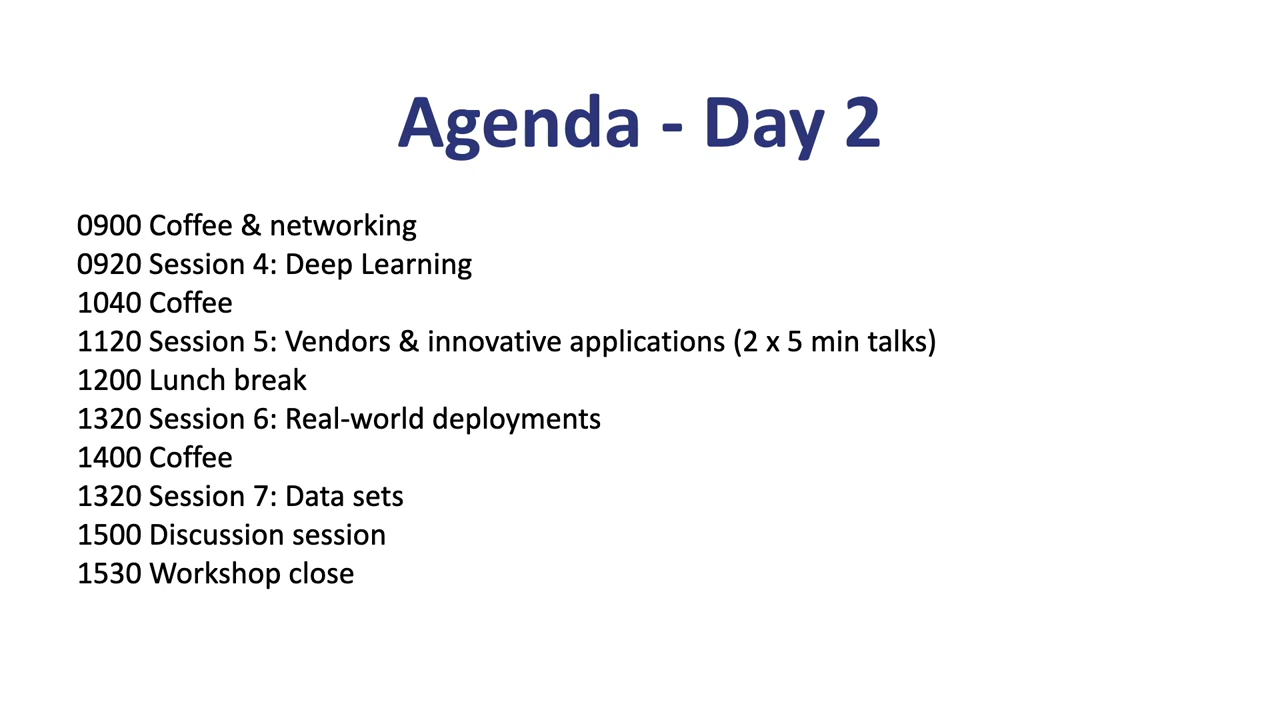 Agenda - Day 2
0900 Coffee & networking
0920 Session 4: Deep Learning
1040 Coffee
1120 Session 5: Vendors & innovative applications (2 x 5 min talks)
1200 Lunch break
1320 Session 6: Real-world deployments
1400 Coffee
1320 Session 7: Data sets
1500 Discussion session
1530 Workshop close